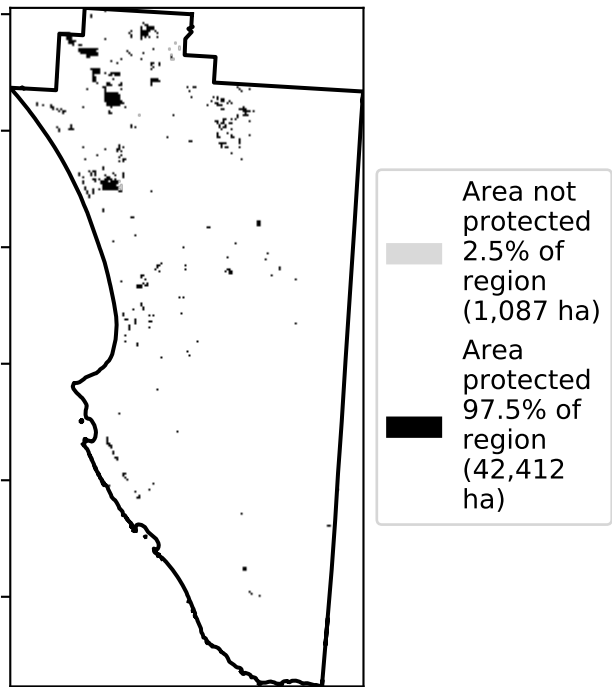 Area not
protected
2.5% of
region
(1,087 ha)
Area
protected
97.5% of
region
(42,412
ha)